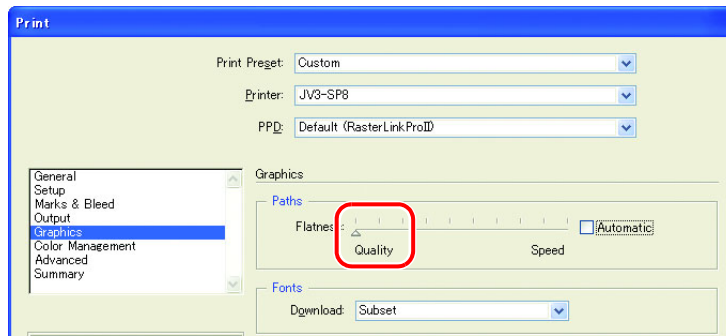 Print
Print Preset: Custom
Printer: JV3-SP8
PPD: Default (RasterLinkProII)
General
Setup
Marks & Bleed
Output
Graphics
Color Management
Advanced
Summary
Graphics
Paths
Flatness: Automatic
Quality Speed
Fonts
Download: Subset